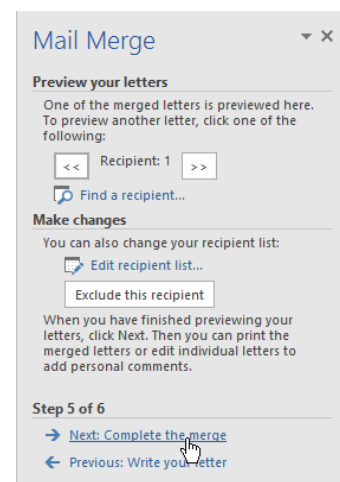 Mail Merge
Preview your letters
One of the merged letters is previewed here.
To preview another letter, click one of the
following:
<< Recipient: 1 >>
Find a recipient...
Make changes
You can also change your recipient list:
Edit recipient list...
Exclude this recipient
When you have finished previewing your
letters, click Next. Then you can print the
merged letters or edit individual letters to
add personal comments.
Step 5 of 6
Next: Complete the merge
Previous: Write your letter